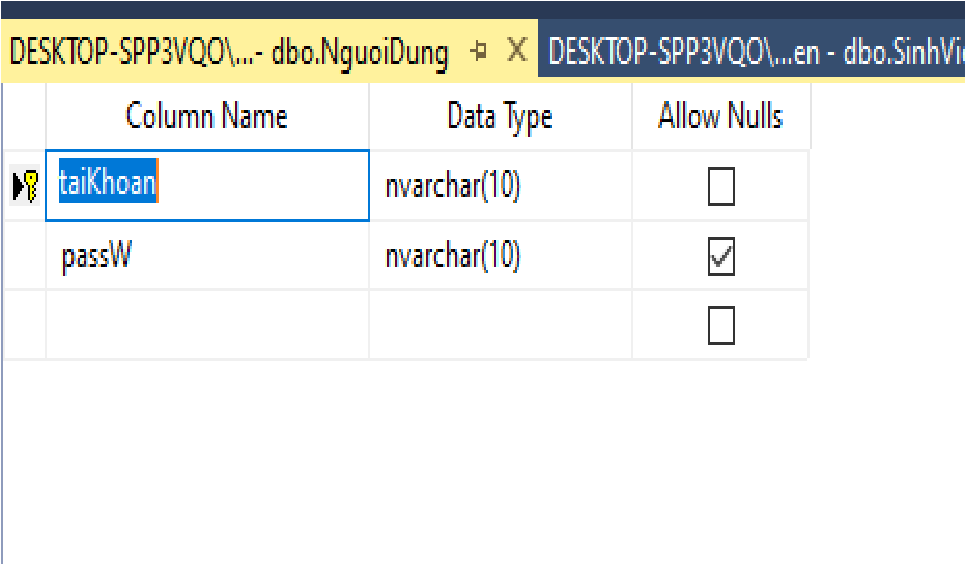 DESKTOP-SPP3VQO\...- dbo.NguoiDung DESKTOP-SPP3VQO\...en - dbo.SinhVie
Column Name Data Type Allow Nulls
taiKhoan nvarchar(10)
passW nvarchar(10)